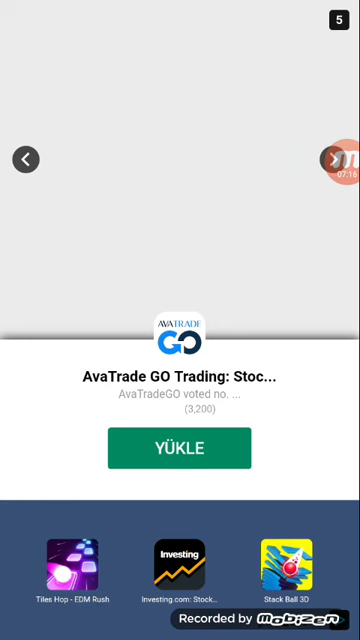 5
07:16
AVATRADE
GO
AvaTrade GO Trading: Stoc...
AvaTradeGO voted no. ...
(3,200)
YÜKLE
Investing
Tiles Hop - EDM Rush
Investing.com: Stock...
Stack Ball 3D
Recorded by mobizen